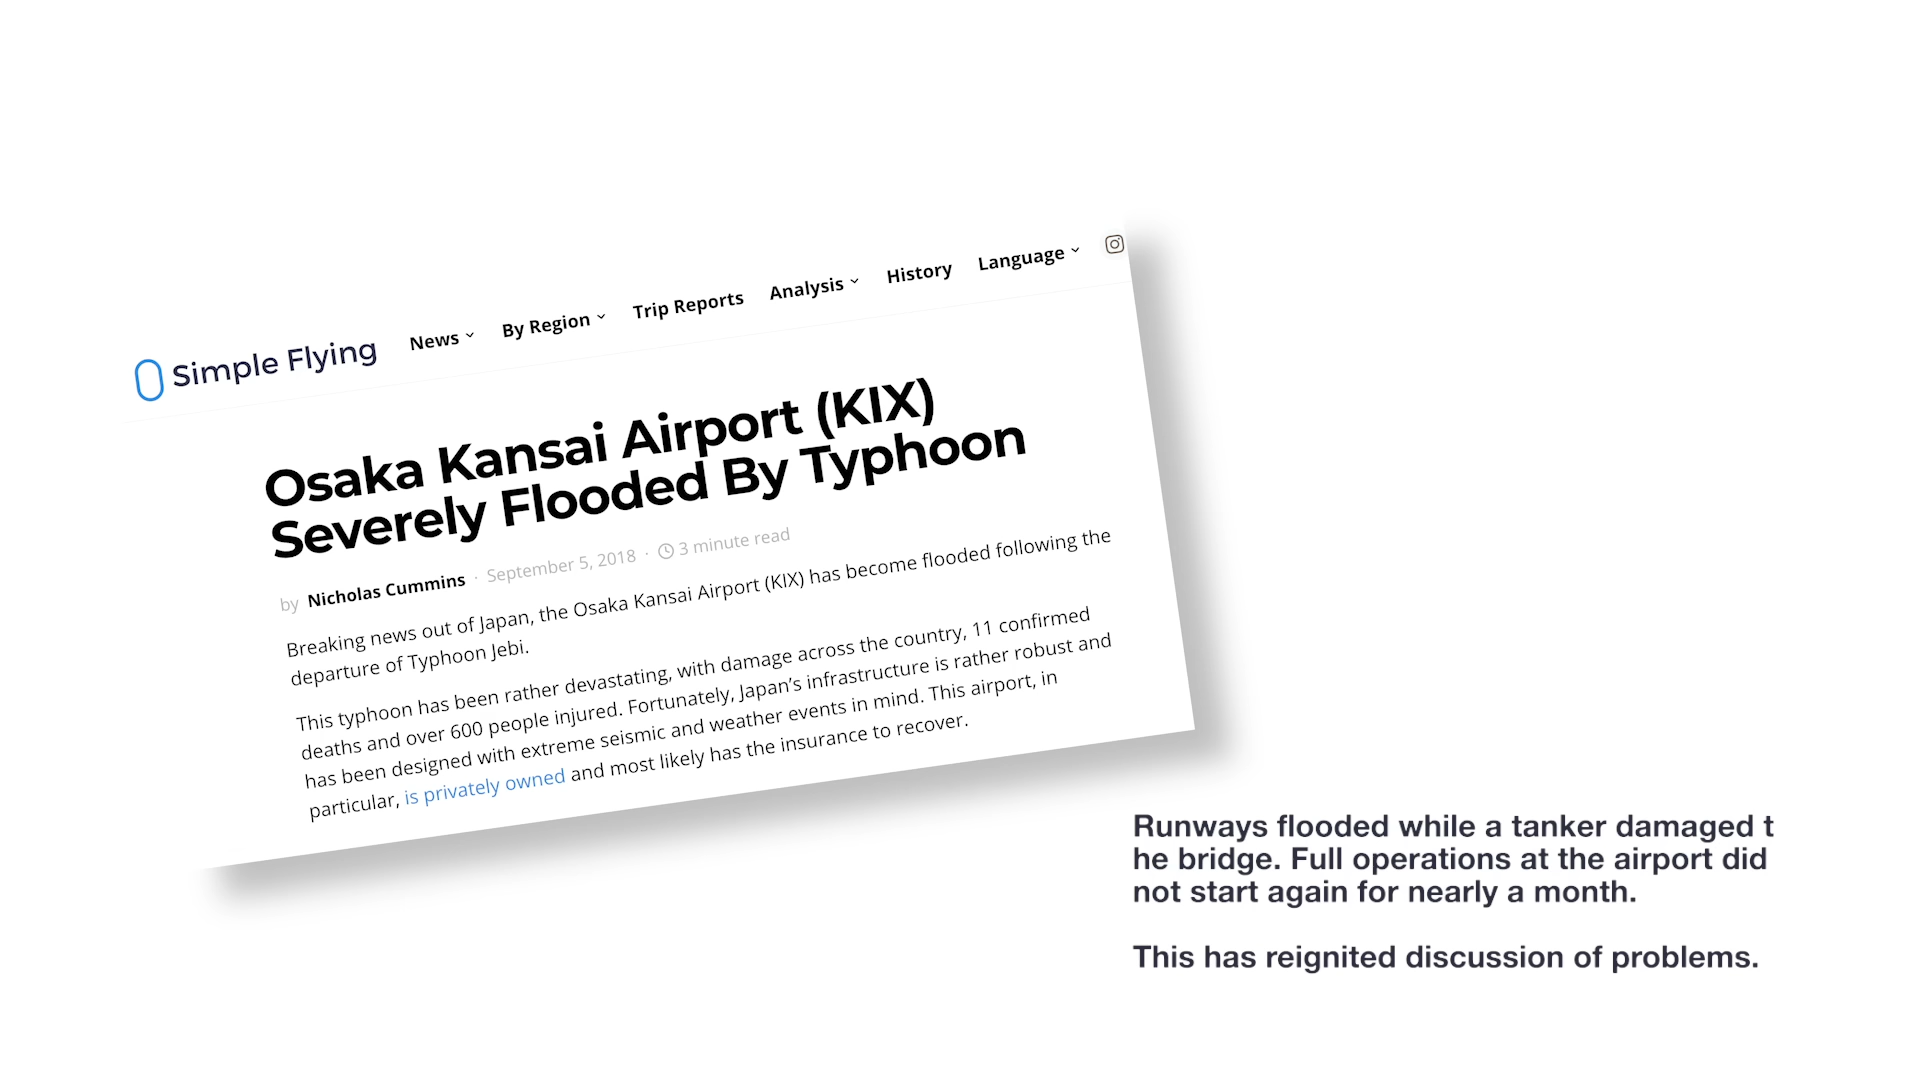 Simple Flying News By Region Trip Reports Analysis History Language
Osaka Kansai Airport (KIX)
Severely Flooded By Typhoon
by Nicholas Cummins · September 5, 2018 · 3 minute read
Breaking news out of Japan, the Osaka Kansai Airport (KIX) has become flooded following the
departure of Typhoon Jebi.
This typhoon has been rather devastating, with damage across the country, 11 confirmed
deaths and over 600 people injured. Fortunately, Japan’s infrastructure is rather robust and
has been designed with extreme seismic and weather events in mind. This airport, in
particular, is privately owned and most likely has the insurance to recover.
Runways flooded while a tanker damaged t
he bridge. Full operations at the airport did
not start again for nearly a month.
This has reignited discussion of problems.